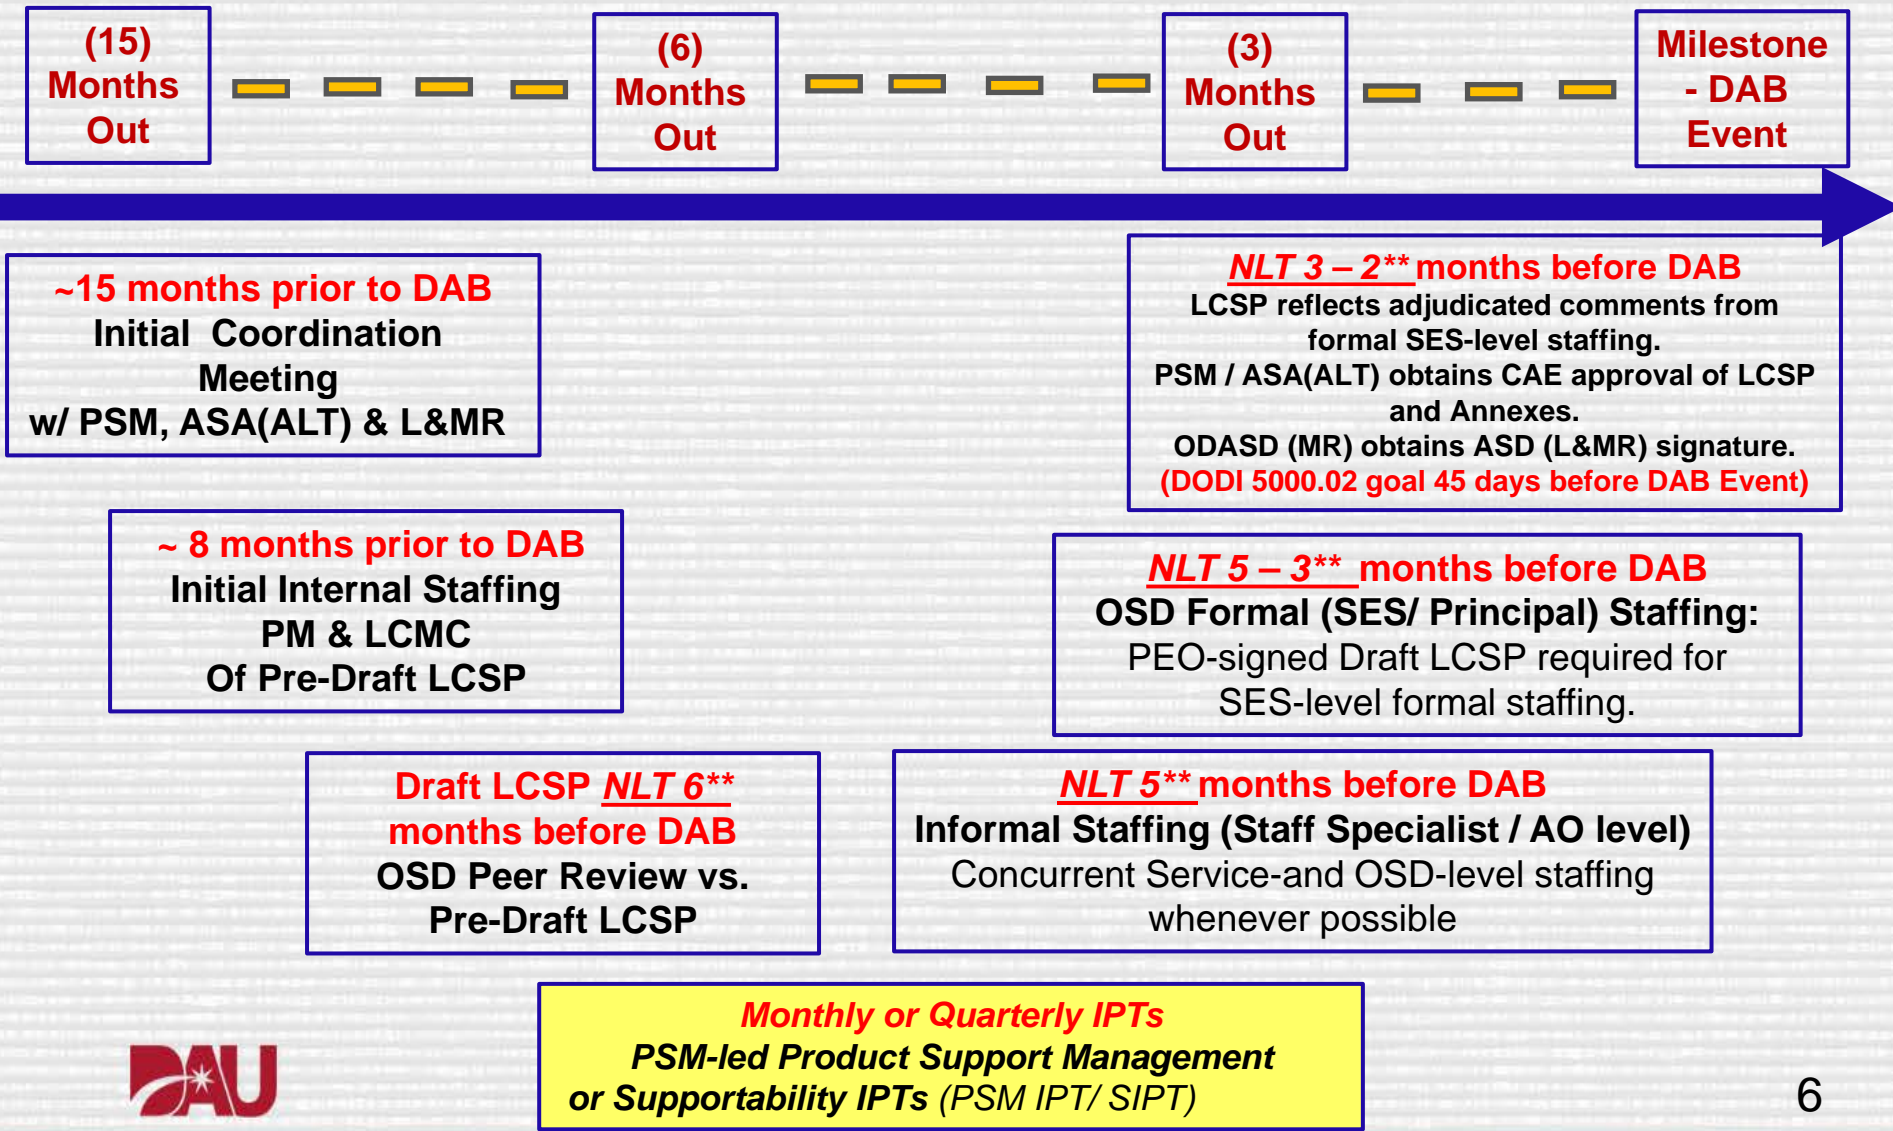 (15)
Months
Out
(6)
Months
Out
(3)
Months
Out
Milestone
- DAB
Event
~15 months prior to DAB
Initial Coordination
Meeting
w/ PSM, ASA(ALT) & L&MR
~ 8 months prior to DAB
Initial Internal Staffing
PM & LCMC
Of Pre-Draft LCSP
Draft LCSP NLT 6**
months before DAB
OSD Peer Review vs.
Pre-Draft LCSP
NLT 3 – 2** months before DAB
LCSP reflects adjudicated comments from
formal SES-level staffing.
PSM / ASA(ALT) obtains CAE approval of LCSP
and Annexes.
ODASD (MR) obtains ASD (L&MR) signature.
(DODI 5000.02 goal 45 days before DAB Event)
NLT 5 – 3** months before DAB
OSD Formal (SES/ Principal) Staffing:
PEO-signed Draft LCSP required for
SES-level formal staffing.
NLT 5** months before DAB
Informal Staffing (Staff Specialist / AO level)
Concurrent Service-and OSD-level staffing
whenever possible
Monthly or Quarterly IPTs
PSM-led Product Support Management
or Supportability IPTs (PSM IPT/ SIPT)
DAU
6